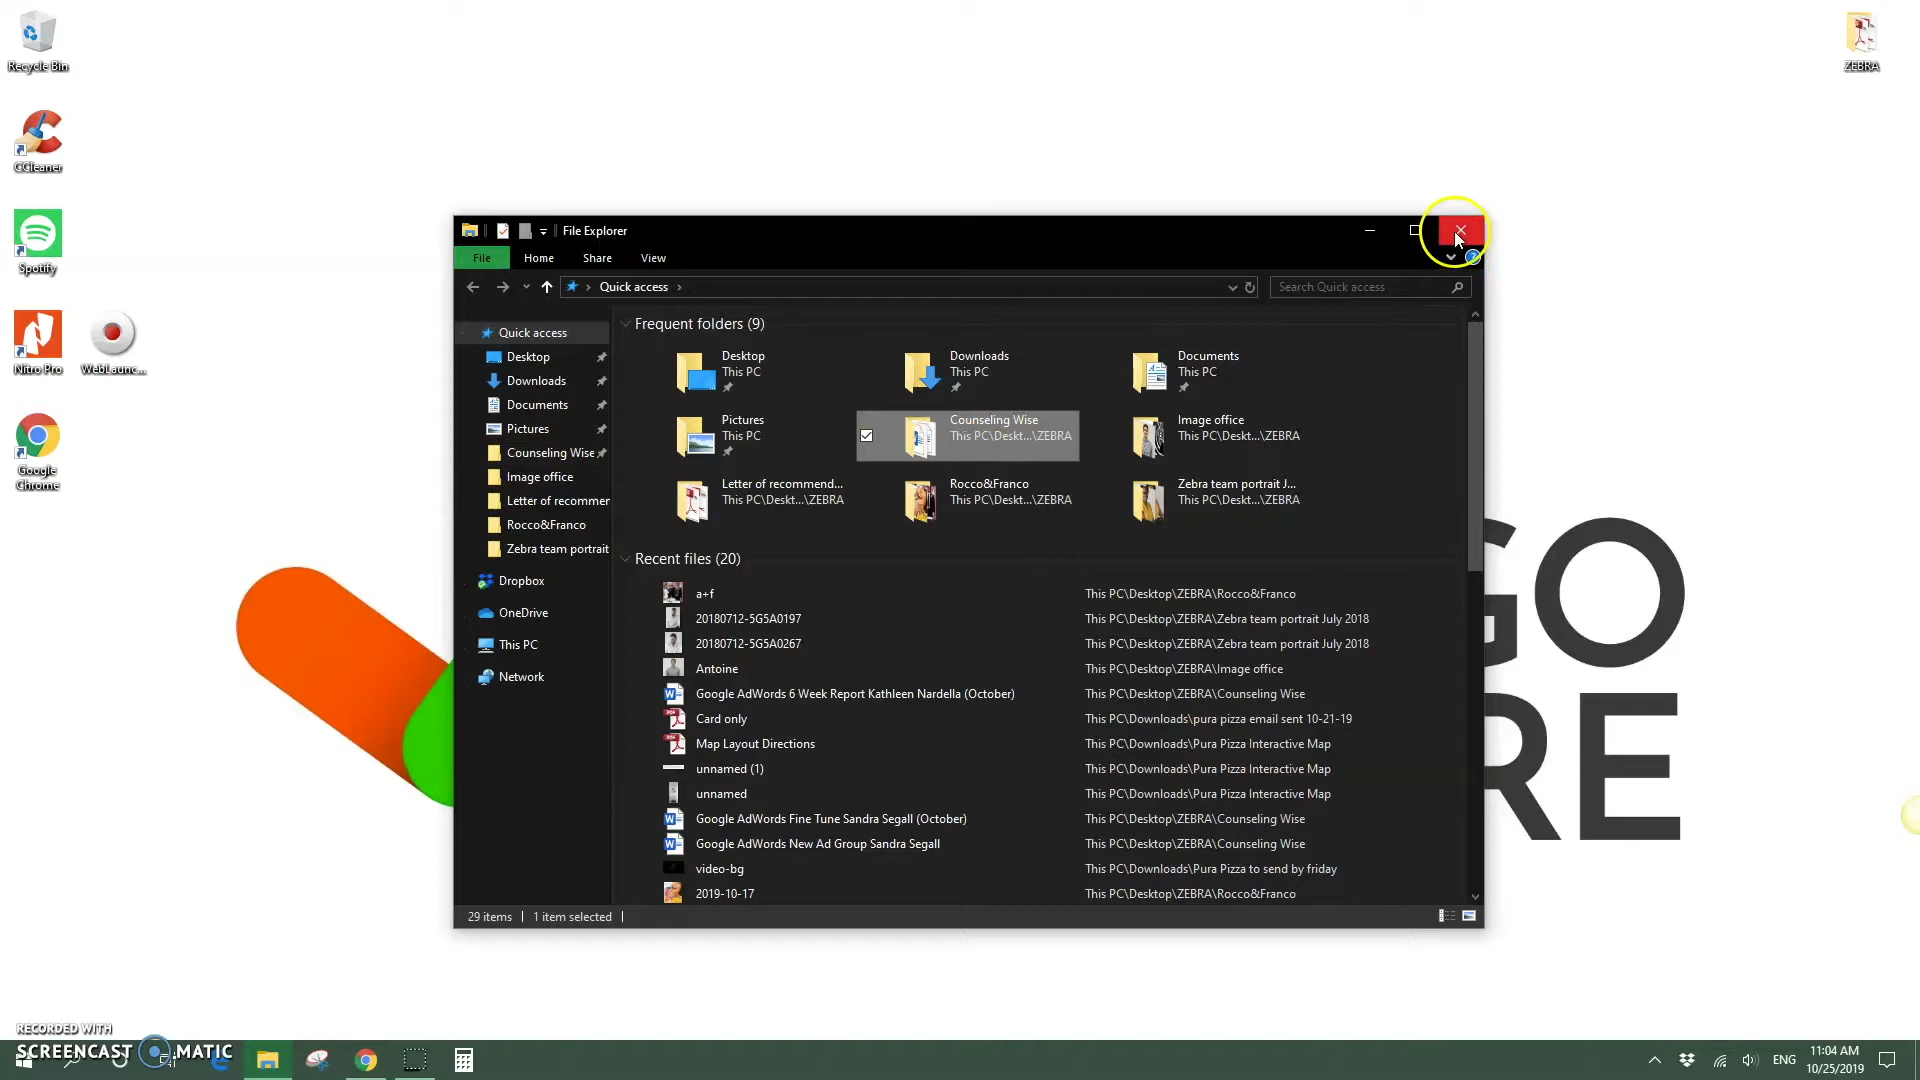 Recycle Bin
ZEBRA
CCleaner
Spotify
Nitro Pro
WebLaunc...
Google
Chrome
File Explorer
File Home Share View
Quick access
Search Quick access
Quick access
Desktop
Downloads
Documents
Pictures
Counseling Wise
Image office
Letter of recommer
Rocco&Franco
Zebra team portrait
Dropbox
OneDrive
This PC
Network
Frequent folders (9)
Desktop
This PC
Downloads
This PC
Documents
This PC
Pictures
This PC
Counseling Wise
This PC\Deskt...\ZEBRA
Image office
This PC\Deskt...\ZEBRA
Letter of recommend...
This PC\Deskt...\ZEBRA
Rocco&Franco
This PC\Deskt...\ZEBRA
Zebra team portrait J...
This PC\Deskt...\ZEBRA
Recent files (20)
a+f This PC\Desktop\ZEBRA\Rocco&Franco
20180712-5G5A0197 This PC\Desktop\ZEBRA\Zebra team portrait July 2018
20180712-5G5A0267 This PC\Desktop\ZEBRA\Zebra team portrait July 2018
Antoine This PC\Desktop\ZEBRA\Image office
Google AdWords 6 Week Report Kathleen Nardella (October) This PC\Desktop\ZEBRA\Counseling Wise
Card only This PC\Downloads\pura pizza email sent 10-21-19
Map Layout Directions This PC\Downloads\Pura Pizza Interactive Map
unnamed (1) This PC\Downloads\Pura Pizza Interactive Map
unnamed This PC\Downloads\Pura Pizza Interactive Map
Google AdWords Fine Tune Sandra Segall (October) This PC\Desktop\ZEBRA\Counseling Wise
Google AdWords New Ad Group Sandra Segall This PC\Desktop\ZEBRA\Counseling Wise
video-bg This PC\Downloads\Pura Pizza to send by friday
2019-10-17 This PC\Desktop\ZEBRA\Rocco&Franco
29 items 1 item selected
GO
RE
RECORDED WITH
SCREENCAST MATIC
ENG
11:04 AM
10/25/2019